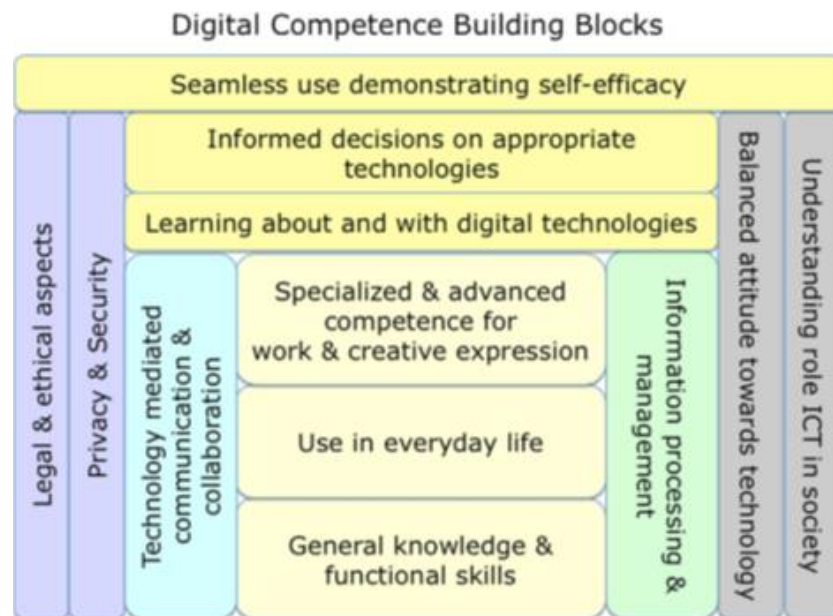 Digital Competence Building Blocks
Seamless use demonstrating self-efficacy
Legal & ethical aspects
Privacy & Security
Informed decisions on appropriate
technologies
Learning about and with digital technologies
Technology mediated
communication &
collaboration
Specialized & advanced
competence for
work & creative expression
Use in everyday life
General knowledge &
functional skills
Information processing &
management
Balanced attitude towards technology
Understanding role ICT in society